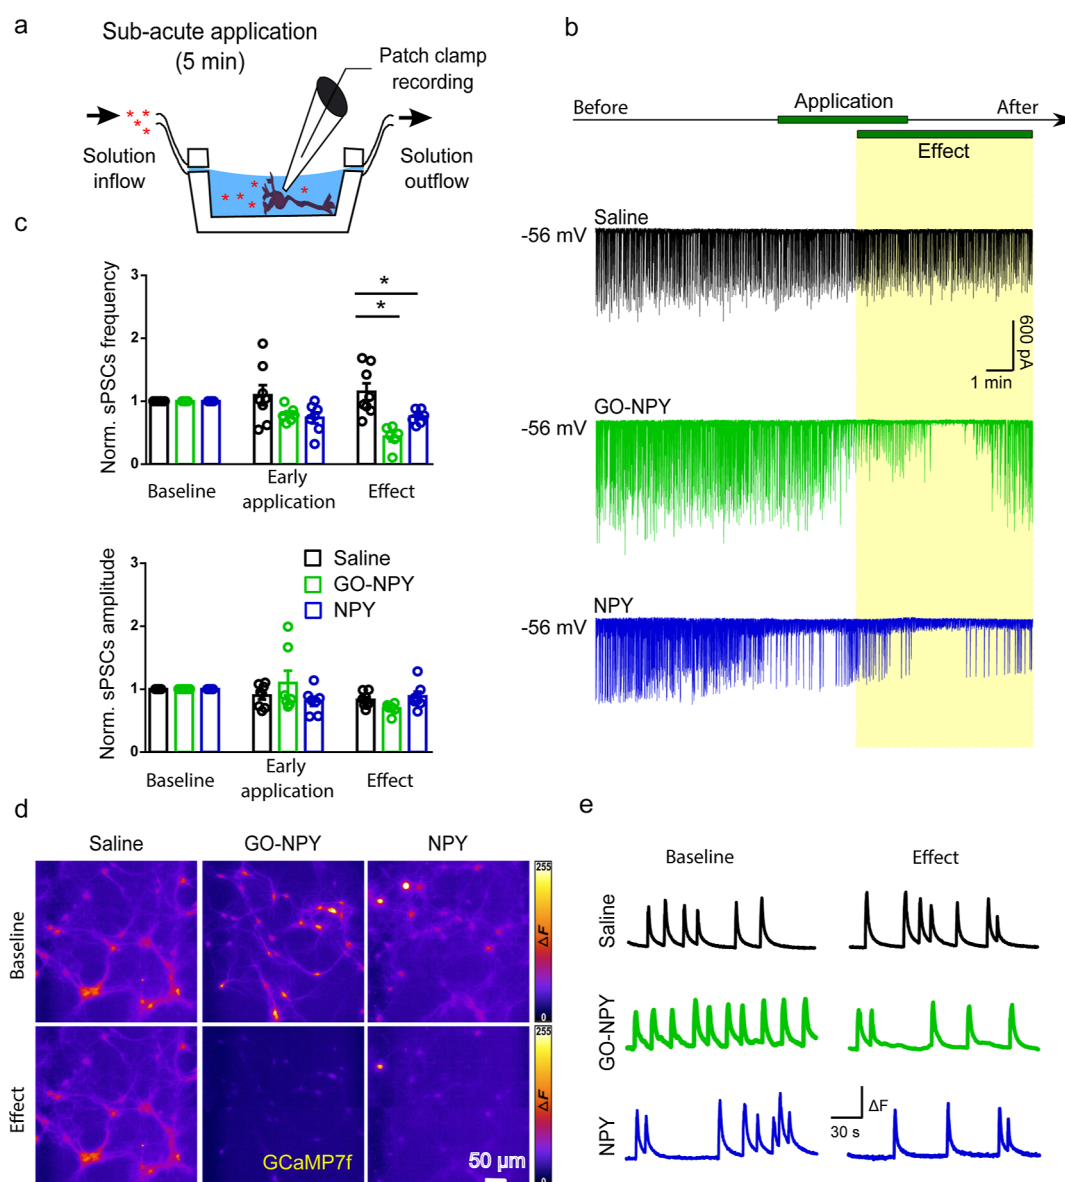 a
Sub-acute application
(5 min)
Patch clamp
recording
Solution
inflow
Solution
outflow
b
Before
Application
After
Effect
Saline
-56 mV
600 pA
1 min
GO-NPY
-56 mV
NPY
-56 mV
c
Norm. sPSCs frequency
3
2
1
0
*
*
Baseline
Early
application
Effect
Norm. sPSCs amplitude
3
2
1
0
Saline
GO-NPY
NPY
Baseline
Early
application
Effect
d
Saline
GO-NPY
NPY
Baseline
255
ΔF
0
Effect
GCaMP7f
50 µm
255
ΔF
0
e
Baseline
Effect
Saline
GO-NPY
NPY
ΔF
30 s